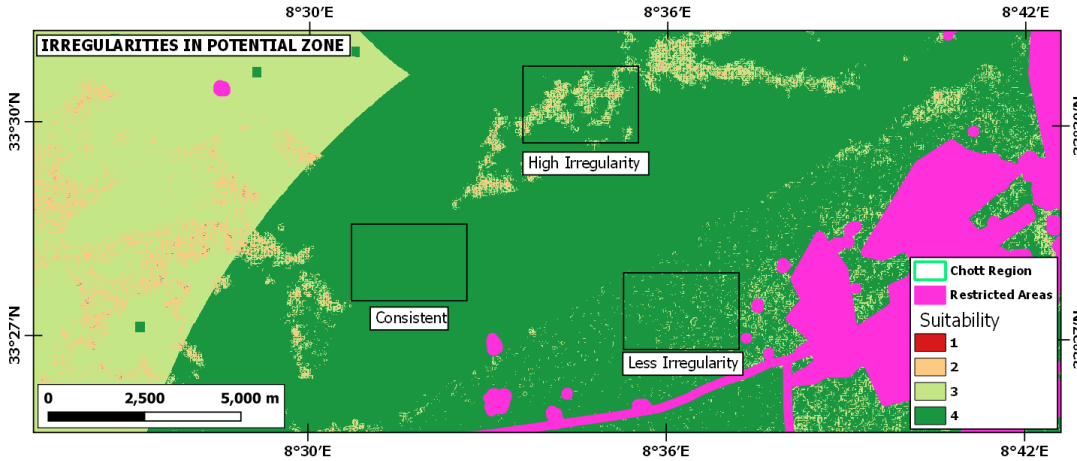 8°30′E 8°36′E 8°42′E
IRREGULARITIES IN POTENTIAL ZONE
33°30′N
High Irregularity
Consistent
Less Irregularity
33°27′N
Chott Region
Restricted Areas
Suitability
1
2
3
4
0 2,500 5,000 m
8°30′E 8°36′E 8°42′E